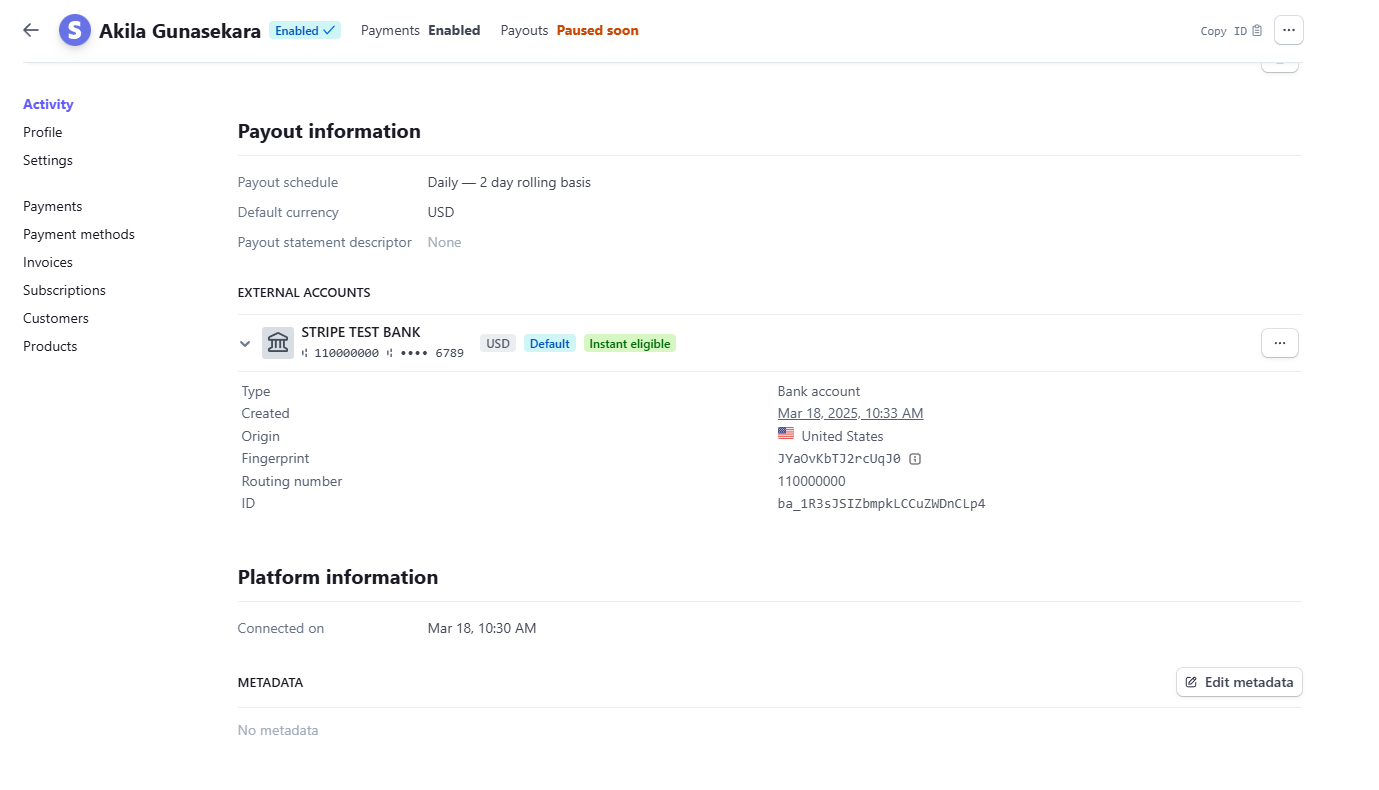 S Akila Gunasekara Enabled Payments Enabled Payouts Paused soon Copy ID
Activity
Profile
Settings
Payments
Payment methods
Invoices
Subscriptions
Customers
Products
Payout information
Payout schedule Daily — 2 day rolling basis
Default currency USD
Payout statement descriptor None
EXTERNAL ACCOUNTS
STRIPE TEST BANK
⑆ 110000000 ⑆ •••• 6789 USD Default Instant eligible
Type Bank account
Created Mar 18, 2025, 10:33 AM
Origin United States
Fingerprint JYaOvKbTJ2rcUqJ0
Routing number 110000000
ID ba_1R3sJSIZbmpkLCCuZWDnCLp4
Platform information
Connected on Mar 18, 10:30 AM
METADATA Edit metadata
No metadata